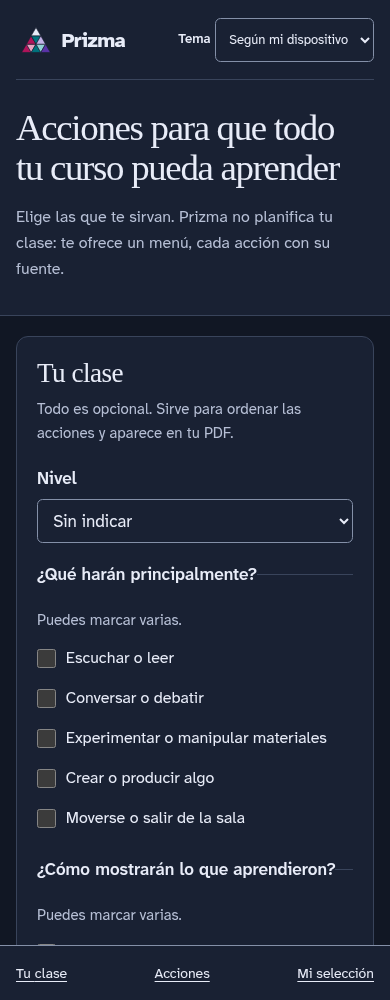 Prizma
Tema
Según mi dispositivo
Acciones para que todo
tu curso pueda aprender
Elige las que te sirvan. Prizma no planifica tu
clase: te ofrece un menú, cada acción con su
fuente.
Tu clase
Todo es opcional. Sirve para ordenar las
acciones y aparece en tu PDF.
Nivel
Sin indicar
¿Qué harán principalmente?
Puedes marcar varias.
Escuchar o leer
Conversar o debatir
Experimentar o manipular materiales
Crear o producir algo
Moverse o salir de la sala
¿Cómo mostrarán lo que aprendieron?
Puedes marcar varias.
Tu clase
Acciones
Mi selección